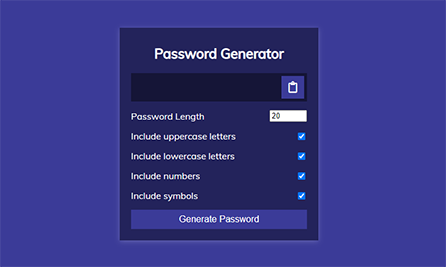 Password Generator
Password Length 20
Include uppercase letters
Include lowercase letters
Include numbers
Include symbols
Generate Password